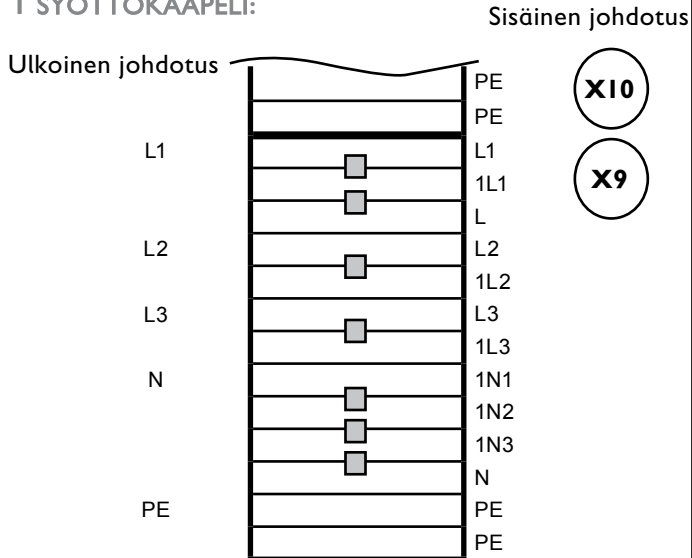 1 SYÖTTÖKAAPELI:
Sisäinen johdotus
Ulkoinen johdotus
PE
X10
PE
L1
L1
1L1
X9
L
L2
L2
1L2
L3
L3
1L3
N
1N1
1N2
1N3
N
PE
PE
PE